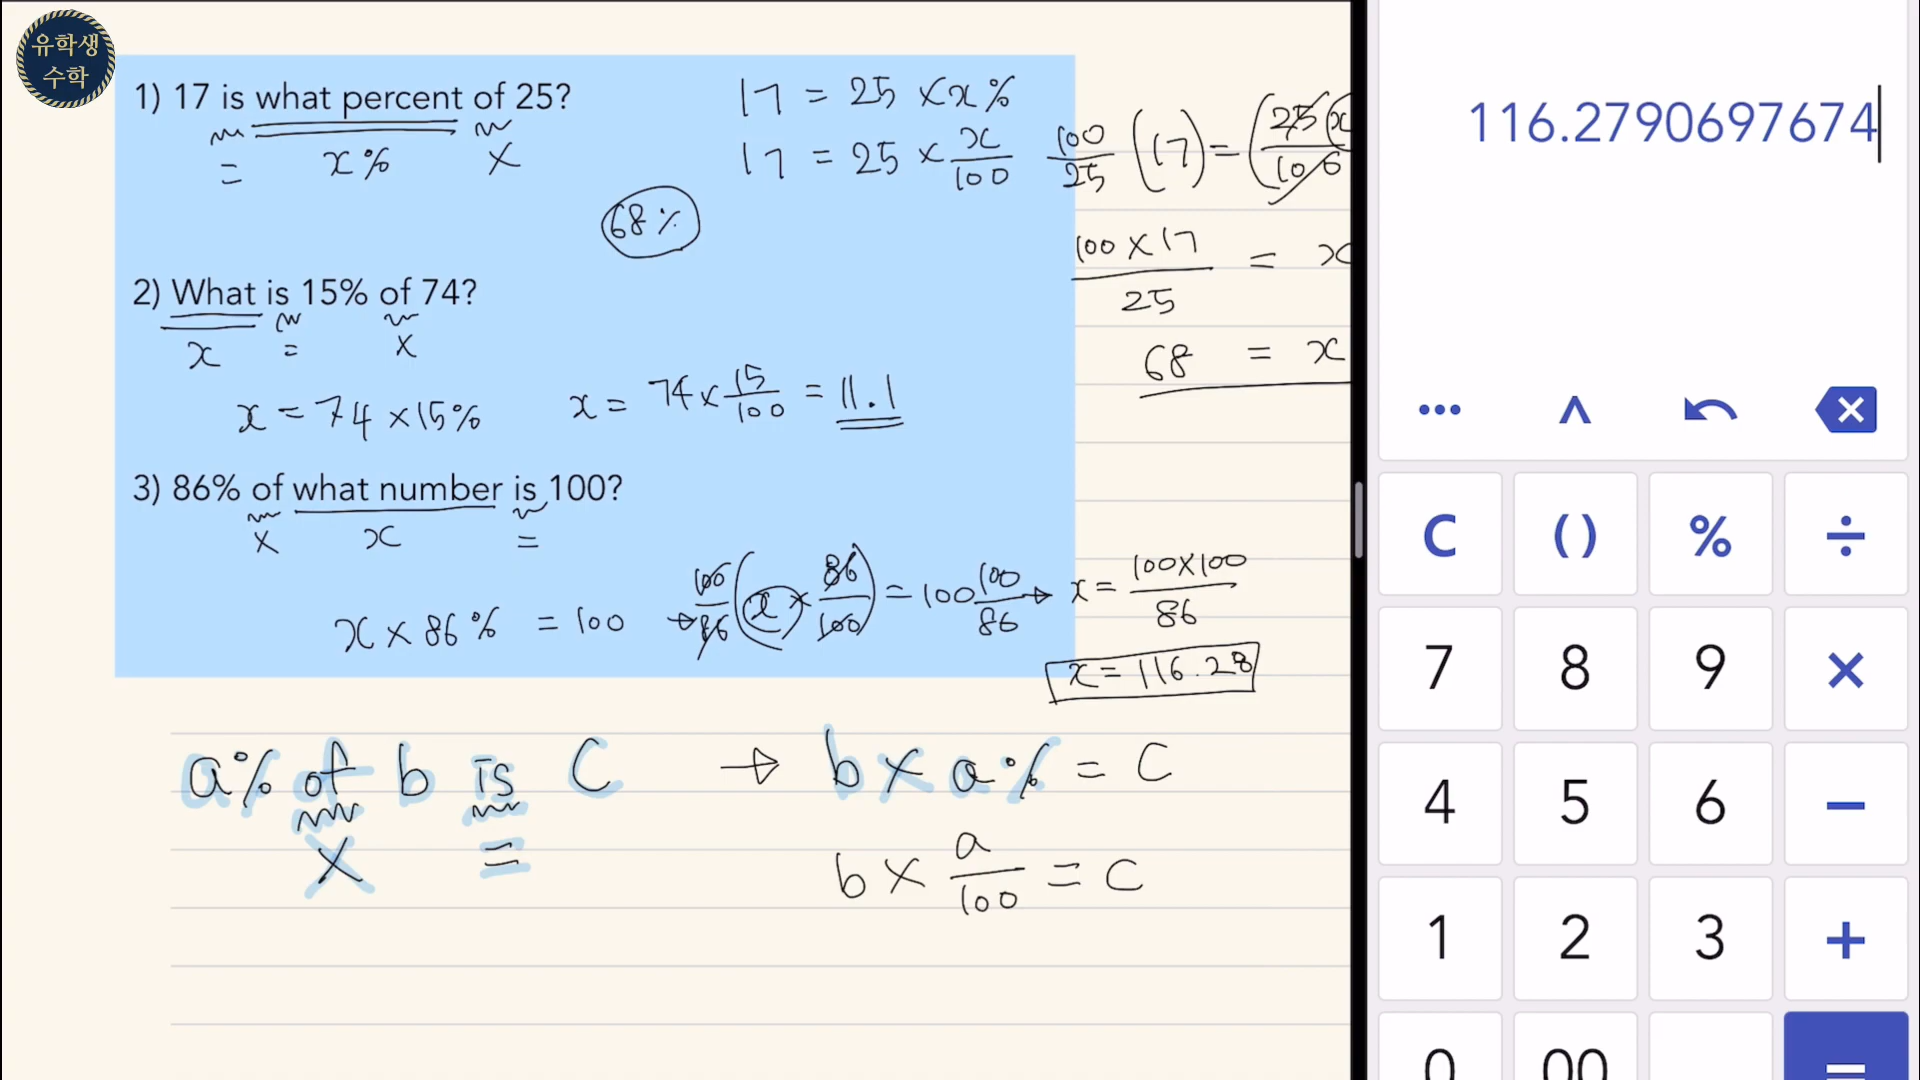 유학생
수학
1) 17 is what percent of 25?
= x% ×
17 = 25 × x%
17 = 25 × x/100
100/25 (17) = (25 x/100
68%
100 × 17/25 = x
68 = x
2) What is 15% of 74?
x = ×
x = 74 × 15%
x = 74 × 15/100 = 11.1
3) 86% of what number is 100?
× x =
x × 86% = 100
→ 100/86 (x × 86/100) = 100 100/86 → x = 100×100/86
x = 116.28
a% of b is C → b × a% = C
× =
b × a/100 = C
116.2790697674
C () % ÷
7 8 9 ×
4 5 6 −
1 2 3 +
0 00 =